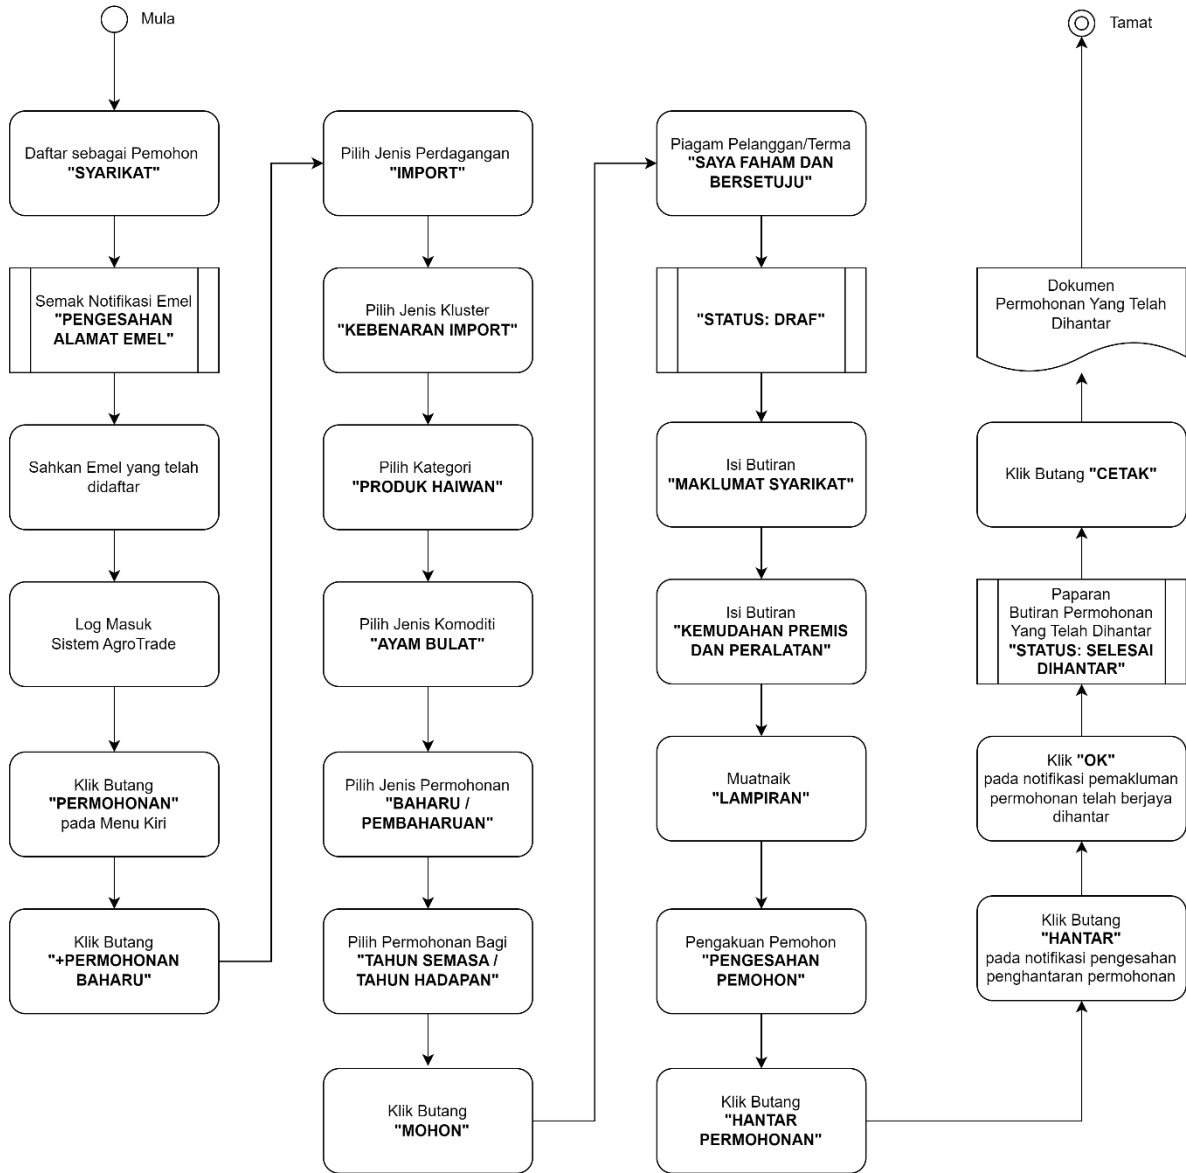 Mula
Daftar sebagai Pemohon
"SYARIKAT"
Semak Notifikasi Emel
"PENGESAHAN
ALAMAT EMEL"
Sahkan Emel yang telah
didaftar
Log Masuk
Sistem AgroTrade
Klik Butang
"PERMOHONAN"
pada Menu Kiri
Klik Butang
"+PERMOHONAN
BAHARU"
Pilih Jenis Perdagangan
"IMPORT"
Pilih Jenis Kluster
"KEBENARAN IMPORT"
Pilih Kategori
"PRODUK HAIWAN"
Pilih Jenis Komoditi
"AYAM BULAT"
Pilih Jenis Permohonan
"BAHARU /
PEMBAHARUAN"
Pilih Permohonan Bagi
"TAHUN SEMASA /
TAHUN HADAPAN"
Klik Butang
"MOHON"
Piagam Pelanggan/Terma
"SAYA FAHAM DAN
BERSETUJU"
"STATUS: DRAF"
Isi Butiran
"MAKLUMAT SYARIKAT"
Isi Butiran
"KEMUDAHAN PREMIS
DAN PERALATAN"
Muatnaik
"LAMPIRAN"
Pengakuan Pemohon
"PENGESAHAN
PEMOHON"
Klik Butang
"HANTAR
PERMOHONAN"
Klik Butang
"HANTAR"
pada notifikasi pengesahan
penghantaran permohonan
Klik "OK"
pada notifikasi pemakluman
permohonan telah berjaya
dihantar
Paparan
Butiran Permohonan
Yang Telah Dihantar
"STATUS: SELESAI
DIHANTAR"
Klik Butang "CETAK"
Dokumen
Permohonan Yang Telah
Dihantar
Tamat